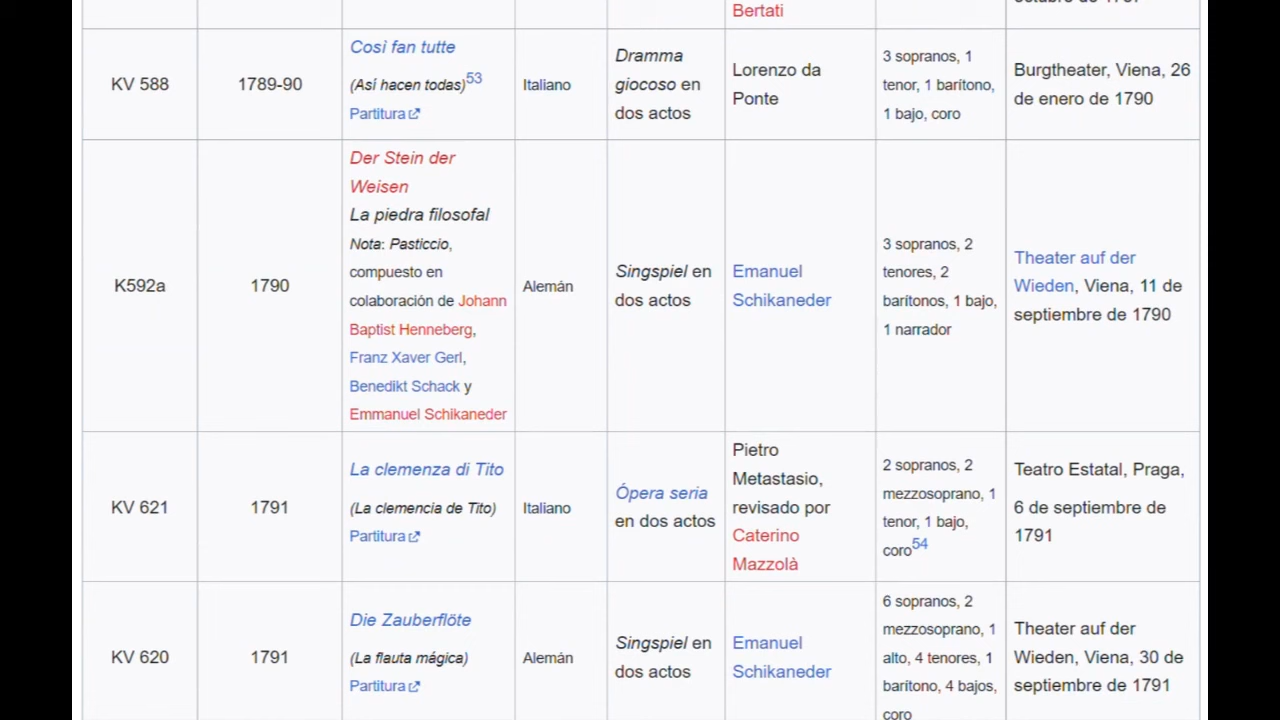 Bertati
KV 588
1789-90
Così fan tutte
(Así hacen todas)53
Partitura
Italiano
Dramma
giocoso en
dos actos
Lorenzo da
Ponte
3 sopranos, 1
tenor, 1 barítono,
1 bajo, coro
Burgtheater, Viena, 26
de enero de 1790
K592a
1790
Der Stein der
Weisen
La piedra filosofal
Nota: Pasticcio,
compuesto en
colaboración de Johann
Baptist Henneberg,
Franz Xaver Gerl,
Benedikt Schack y
Emmanuel Schikaneder
Alemán
Singspiel en
dos actos
Emanuel
Schikaneder
3 sopranos, 2
tenores, 2
barítonos, 1 bajo,
1 narrador
Theater auf der
Wieden, Viena, 11 de
septiembre de 1790
KV 621
1791
La clemenza di Tito
(La clemencia de Tito)
Partitura
Italiano
Ópera seria
en dos actos
Pietro
Metastasio,
revisado por
Caterino
Mazzolà
2 sopranos, 2
mezzosoprano, 1
tenor, 1 bajo,
coro54
Teatro Estatal, Praga,
6 de septiembre de
1791
KV 620
1791
Die Zauberflöte
(La flauta mágica)
Partitura
Alemán
Singspiel en
dos actos
Emanuel
Schikaneder
6 sopranos, 2
mezzosoprano, 1
alto, 4 tenores, 1
barítono, 4 bajos,
coro
Theater auf der
Wieden, Viena, 30 de
septiembre de 1791